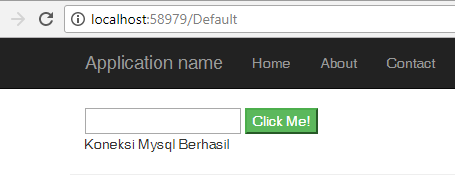 localhost:58979/Default
Application name Home About Contact
Click Me!
Koneksi Mysql Berhasil